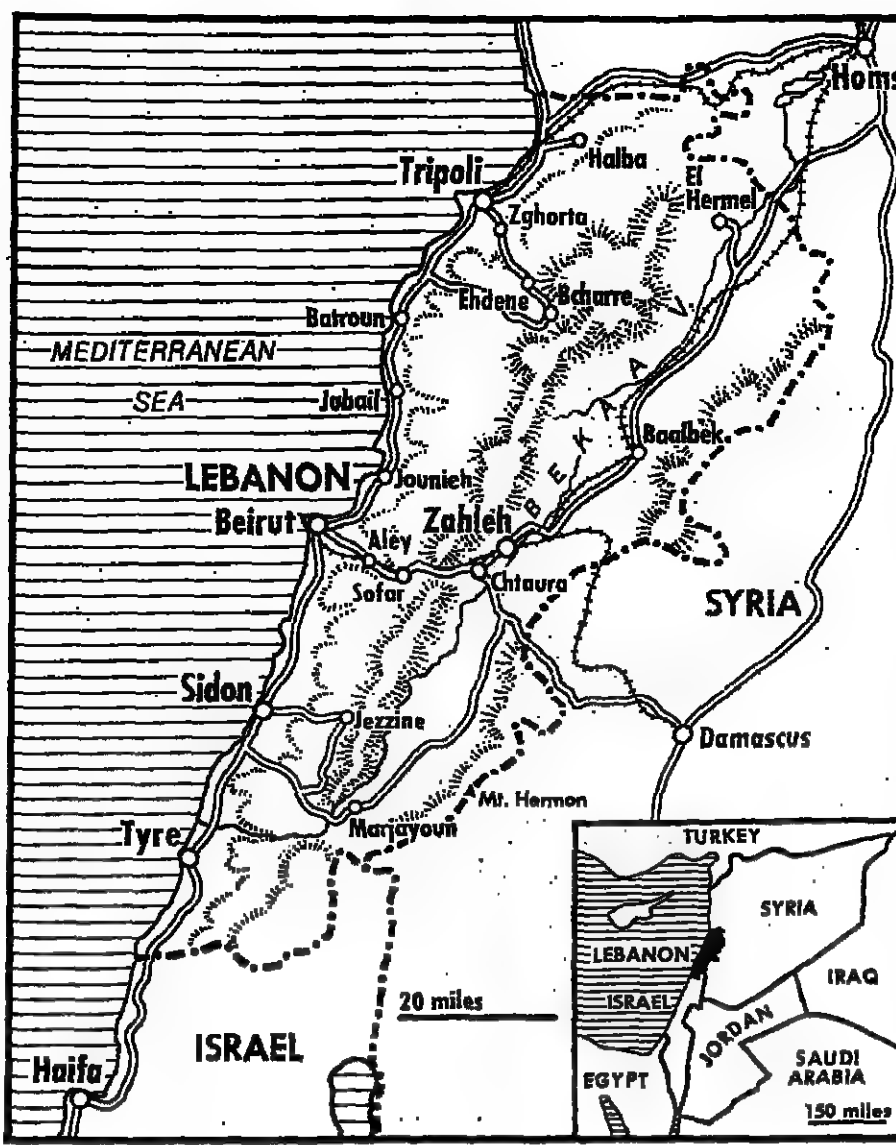 Homs
Halba
Tripoli
El
Hermel
Zghorta
Ehdene
Bcharre
Batroun
MEDITERRANEAN
SEA
Jubail
BEKAA V.
Baalbek
LEBANON
Jounieh
Beirut
Zahleh
Aley
Sofar
Chtaura
SYRIA
Sidon
Jezzine
Damascus
Mt. Hermon
Marjayoun
Tyre
20 miles
ISRAEL
Haifa
TURKEY
SYRIA
LEBANON
ISRAEL
IRAQ
JORDAN
EGYPT
SAUDI
ARABIA
150 miles